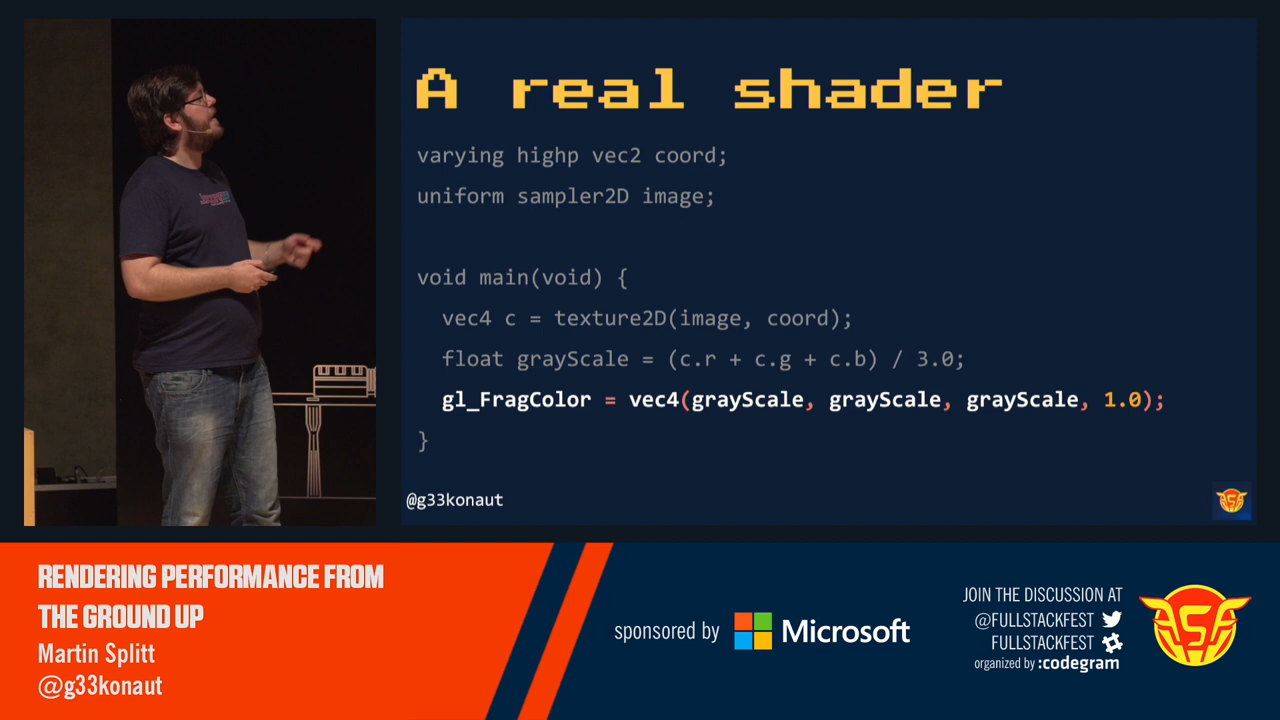 A real shader
varying highp vec2 coord;
uniform sampler2D image;
void main(void) {
vec4 c = texture2D(image, coord);
float grayScale = (c.r + c.g + c.b) / 3.0;
gl_FragColor = vec4(grayScale, grayScale, grayScale, 1.0);
}
@g33konaut
RENDERING PERFORMANCE FROM
THE GROUND UP
Martin Splitt
@g33konaut
sponsored by Microsoft
JOIN THE DISCUSSION AT
@FULLSTACKFEST
FULLSTACKFEST
organized by :codegram